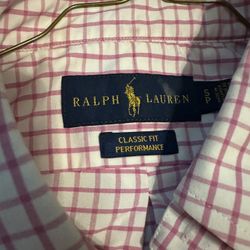 RALPH LAUREN
S
P
CLASSIC FIT
PERFORMANCE